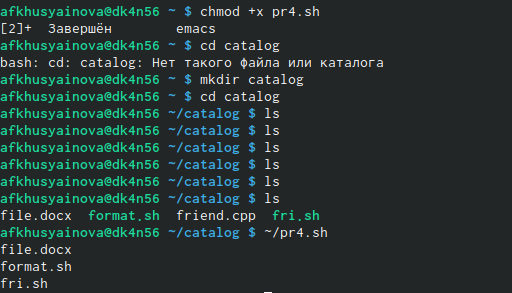 afkhusyainova@dk4n56 ~ $ chmod +x pr4.sh
[2]+  Завершён        emacs
afkhusyainova@dk4n56 ~ $ cd catalog
bash: cd: catalog: Нет такого файла или каталога
afkhusyainova@dk4n56 ~ $ mkdir catalog
afkhusyainova@dk4n56 ~ $ cd catalog
afkhusyainova@dk4n56 ~/catalog $ ls
afkhusyainova@dk4n56 ~/catalog $ ls
afkhusyainova@dk4n56 ~/catalog $ ls
afkhusyainova@dk4n56 ~/catalog $ ls
afkhusyainova@dk4n56 ~/catalog $ ls
afkhusyainova@dk4n56 ~/catalog $ ls
file.docx  format.sh  friend.cpp  fri.sh
afkhusyainova@dk4n56 ~/catalog $ ~/pr4.sh
file.docx
format.sh
fri.sh